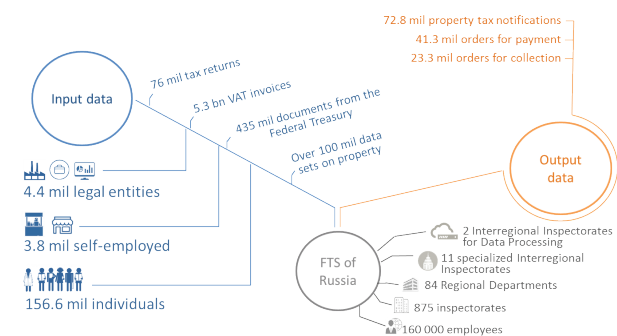 72.8 mil property tax notifications
41.3 mil orders for payment
23.3 mil orders for collection
Input data
76 mil tax returns
5.3 bn VAT invoices
435 mil documents from the
Federal Treasury
Over 100 mil data
sets on property
4.4 mil legal entities
3.8 mil self-employed
156.6 mil individuals
Output
data
FTS of
Russia
2 Interregional Inspectorates
for Data Processing
11 specialized Interregional
Inspectorates
84 Regional Departments
875 inspectorates
160 000 employees